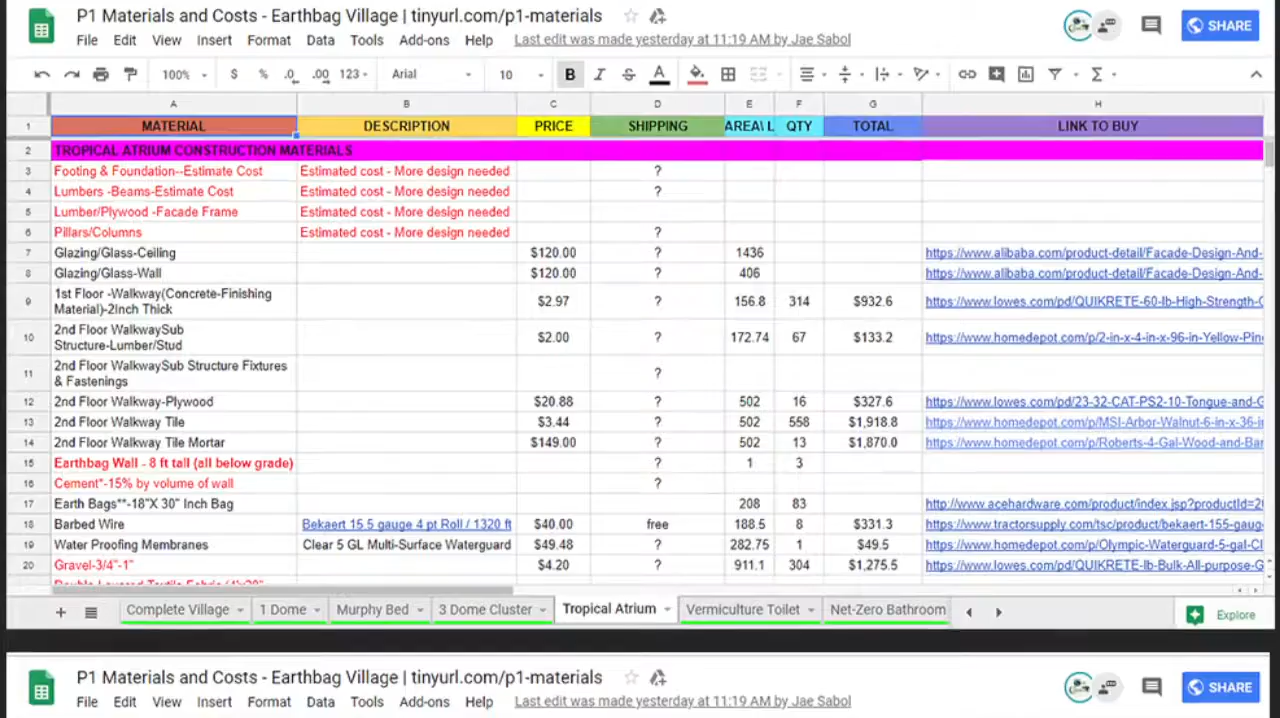 P1 Materials and Costs - Earthbag Village | tinyurl.com/p1-materials
SHARE
File Edit View Insert Format Data Tools Add-ons Help Last edit was made yesterday at 11:19 AM by Jae Sabol
100% $ % .0 .00 123 Arial 10 B I S A
A B C D E F G H
1 MATERIAL DESCRIPTION PRICE SHIPPING AREA\ L QTY TOTAL LINK TO BUY
2 TROPICAL ATRIUM CONSTRUCTION MATERIALS
3 Footing & Foundation--Estimate Cost Estimated cost - More design needed ?
4 Lumbers -Beams-Estimate Cost Estimated cost - More design needed ?
5 Lumber/Plywood -Facade Frame Estimated cost - More design needed
6 Pillars/Columns Estimated cost - More design needed ?
7 Glazing/Glass-Ceiling $120.00 ? 1436 https://www.alibaba.com/product-detail/Facade-Design-And-
8 Glazing/Glass-Wall $120.00 ? 406 https://www.alibaba.com/product-detail/Facade-Design-And-
1st Floor -Walkway(Concrete-Finishing
9 Material)-2Inch Thick $2.97 ? 156.8 314 $932.6 https://www.lowes.com/pd/QUIKRETE-60-lb-High-Strength-
2nd Floor WalkwaySub
10 Structure-Lumber/Stud $2.00 ? 172.74 67 $133.2 https://www.homedepot.com/p/2-in-x-4-in-x-96-in-Yellow-Pin
2nd Floor WalkwaySub Structure Fixtures
11 & Fastenings ?
12 2nd Floor Walkway-Plywood $20.88 ? 502 16 $327.6 https://www.lowes.com/pd/23-32-CAT-PS2-10-Tongue-and-G
13 2nd Floor Walkway Tile $3.44 ? 502 558 $1,918.8 https://www.homedepot.com/p/MSI-Arbor-Walnut-6-in-x-36-i
14 2nd Floor Walkway Tile Mortar $149.00 ? 502 13 $1,870.0 https://www.homedepot.com/p/Roberts-4-Gal-Wood-and-Bar
15 Earthbag Wall - 8 ft tall (all below grade) ? 1 3
16 Cement*-15% by volume of wall ?
17 Earth Bags**-18"X 30" Inch Bag 208 83 http://www.acehardware.com/product/index.jsp?productId=2
18 Barbed Wire Bekaert 15.5 gauge 4 pt Roll / 1320 ft $40.00 free 188.5 8 $331.3 https://www.tractorsupply.com/tsc/product/bekaert-155-gaug
19 Water Proofing Membranes Clear 5 GL Multi-Surface Waterguard $49.48 ? 282.75 1 $49.5 https://www.homedepot.com/p/Olympic-Waterguard-5-gal-Cl
20 Gravel-3/4"-1" $4.20 ? 911.1 304 $1,275.5 https://www.lowes.com/pd/QUIKRETE-lb-Bulk-All-purpose-G
Complete Village 1 Dome Murphy Bed 3 Dome Cluster Tropical Atrium Vermiculture Toilet Net-Zero Bathroom Explore
P1 Materials and Costs - Earthbag Village | tinyurl.com/p1-materials
SHARE
File Edit View Insert Format Data Tools Add-ons Help Last edit was made yesterday at 11:19 AM by Jae Sabol